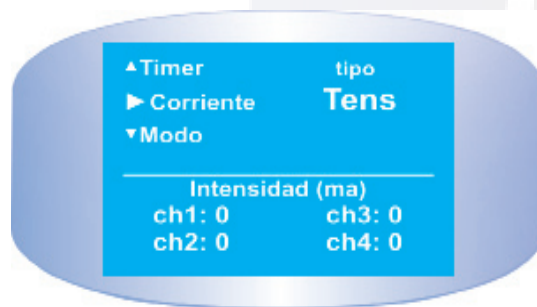 ▲Timer tipo
▶Corriente Tens
▼Modo
Intensidad (ma)
ch1: 0 ch3: 0
ch2: 0 ch4: 0